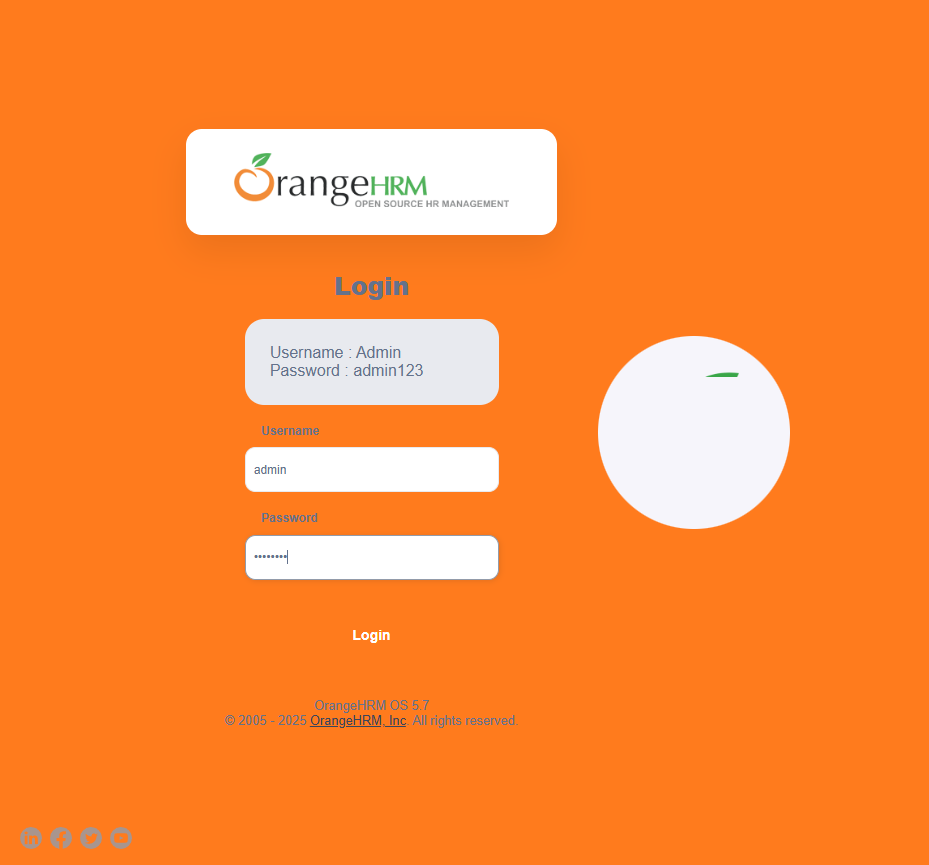 OrangeHRM
OPEN SOURCE HR MANAGEMENT
Login
Username : Admin
Password : admin123
Username
admin
Password
••••••••
Login
OrangeHRM OS 5.7
© 2005 - 2025 OrangeHRM, Inc. All rights reserved.